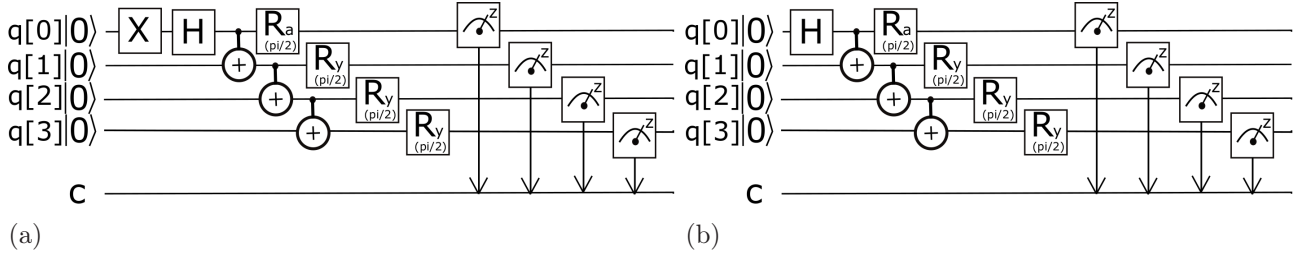 q[0]|0⟩ X H Ra (pi/2) z
q[1]|0⟩ + Ry (pi/2) z
q[2]|0⟩ + Ry (pi/2) z
q[3]|0⟩ + Ry (pi/2) z
c
(a)
q[0]|0⟩ H Ra (pi/2) z
q[1]|0⟩ + Ry (pi/2) z
q[2]|0⟩ + Ry (pi/2) z
q[3]|0⟩ + Ry (pi/2) z
c
(b)